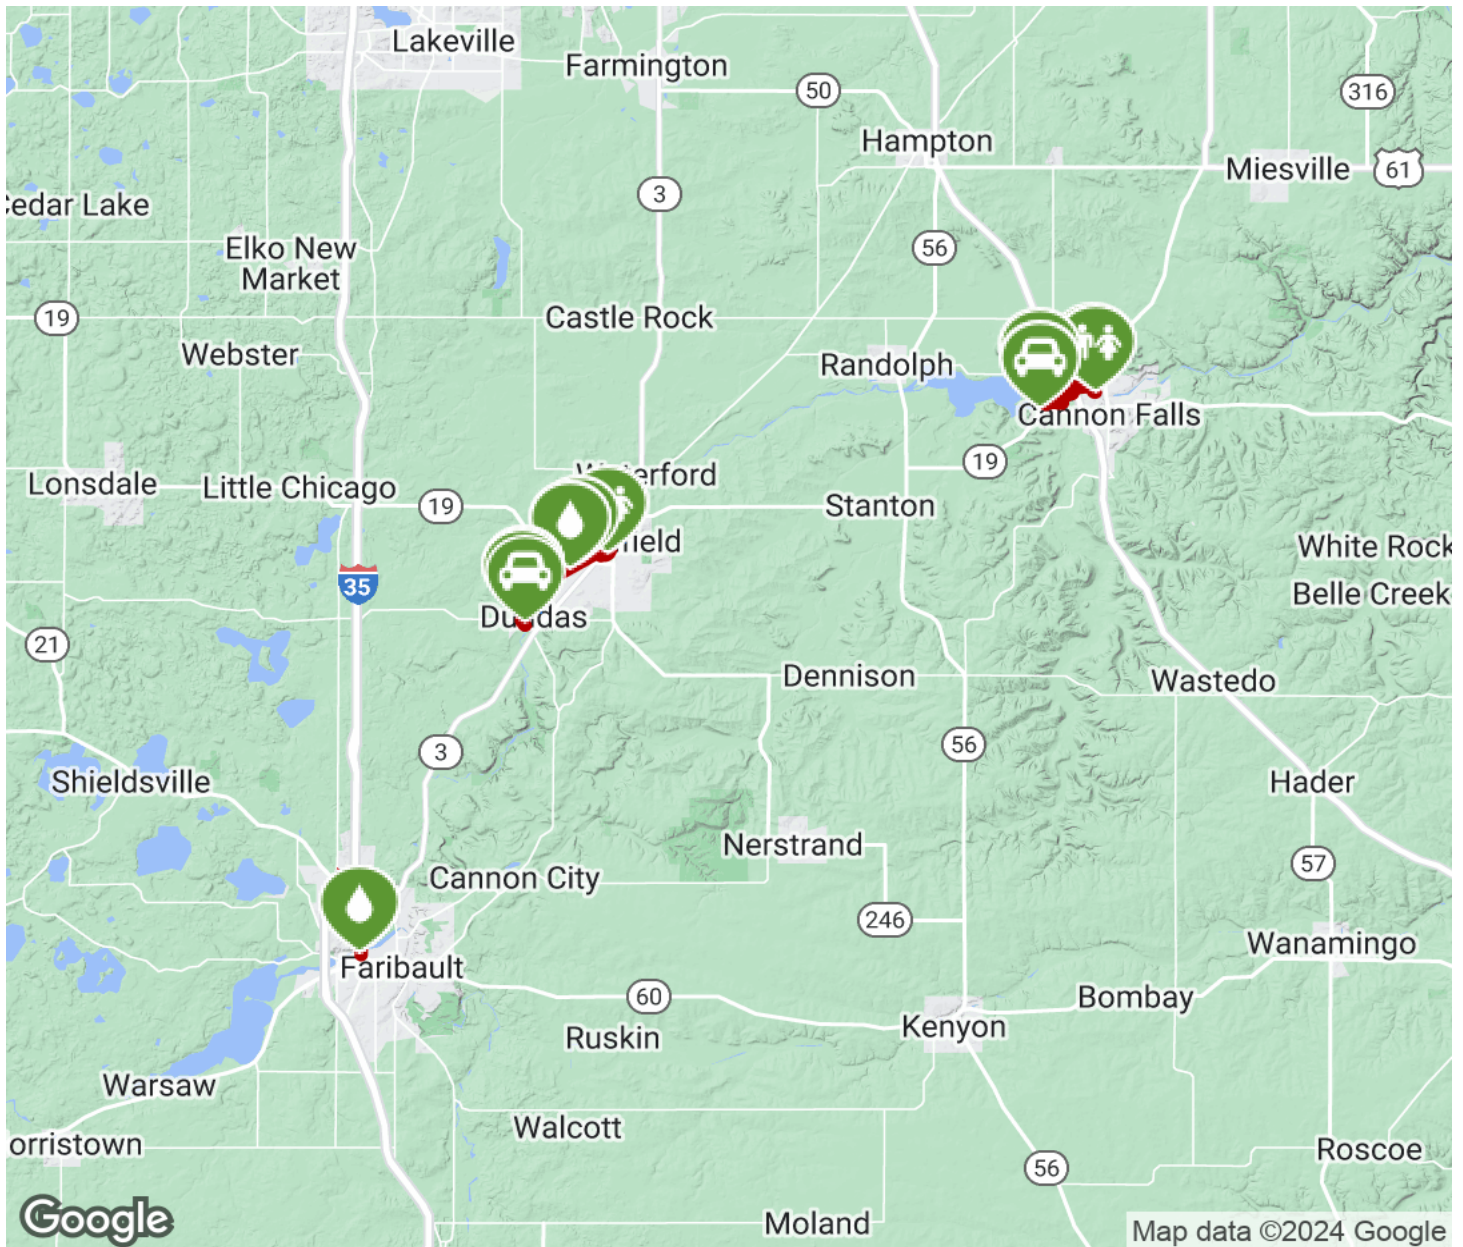 Lakeville
Farmington
50
316
Hampton
Miesville
61
3
Cedar Lake
Elko New
Market
56
19
Castle Rock
Webster
Randolph
Cannon Falls
19
Lonsdale
Little Chicago
19
Stanton
35
White Rock
Belle Creek
Dundas
21
Dennison
Wastedo
3
56
Shieldsville
Hader
Nerstrand
57
Cannon City
246
Wanamingo
Faribault
60
Bombay
Kenyon
Ruskin
Warsaw
Walcott
orristown
Roscoe
56
Moland
Google
Map data ©2024 Google